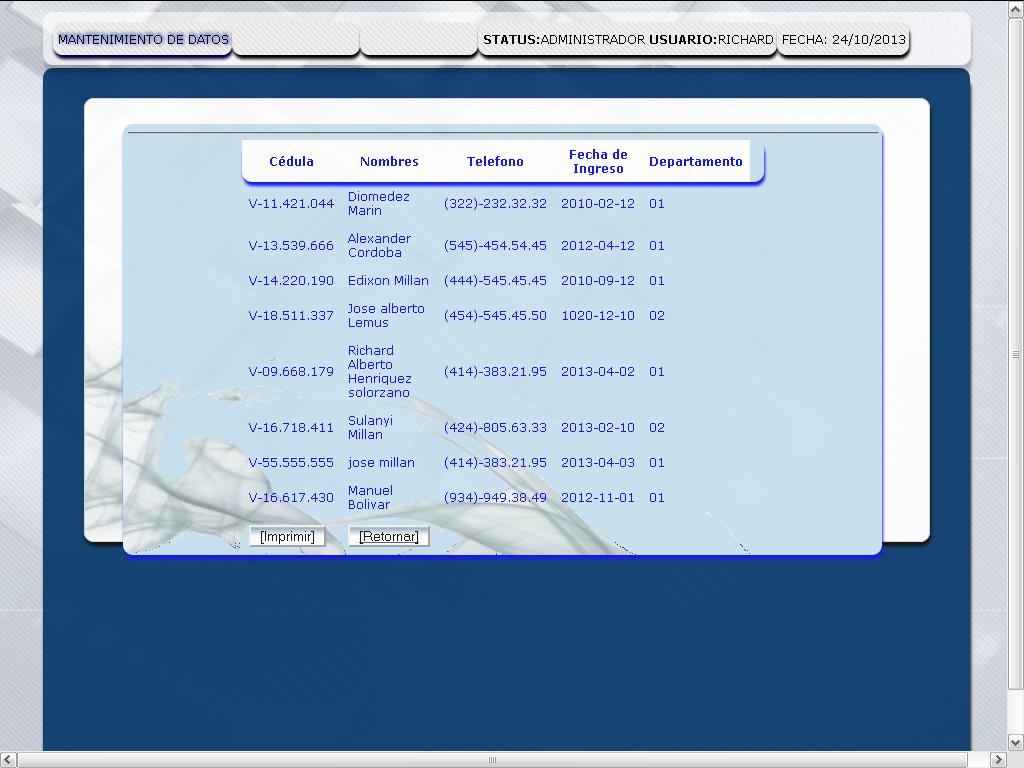 MANTENIMIENTO DE DATOS STATUS:ADMINISTRADOR USUARIO:RICHARD FECHA: 24/10/2013
Cédula Nombres Telefono Fecha de Ingreso Departamento
V-11.421.044 Diomedez Marin (322)-232.32.32 2010-02-12 01
V-13.539.666 Alexander Cordoba (545)-454.54.45 2012-04-12 01
V-14.220.190 Edixon Millan (444)-545.45.45 2010-09-12 01
V-18.511.337 Jose alberto Lemus (454)-545.45.50 1020-12-10 02
V-09.668.179 Richard Alberto Henriquez solorzano (414)-383.21.95 2013-04-02 01
V-16.718.411 Sulanyi Millan (424)-805.63.33 2013-02-10 02
V-55.555.555 jose millan (414)-383.21.95 2013-04-03 01
V-16.617.430 Manuel Bolivar (934)-949.38.49 2012-11-01 01
[Imprimir] [Retornar]